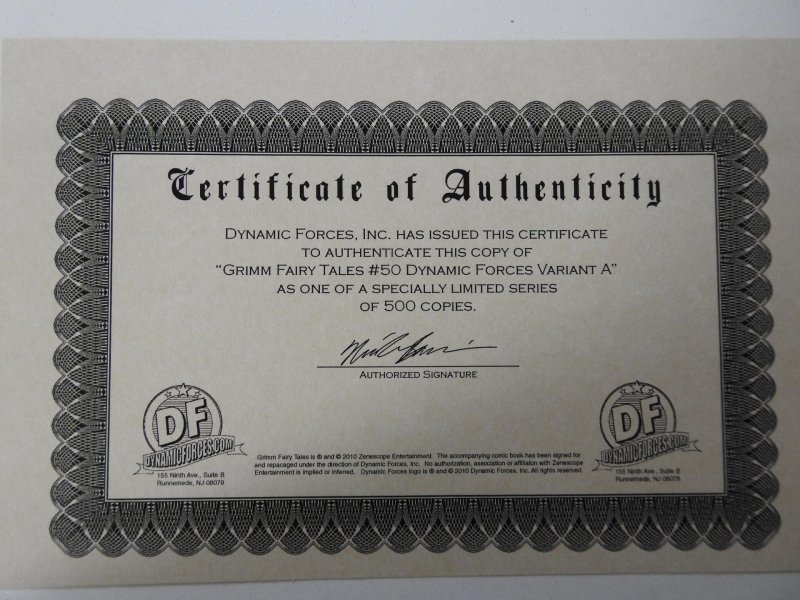 Certificate of Authenticity
DYNAMIC FORCES, INC. HAS ISSUED THIS CERTIFICATE
TO AUTHENTICATE THIS COPY OF
"GRIMM FAIRY TALES #50 DYNAMIC FORCES VARIANT A"
AS ONE OF A SPECIALLY LIMITED SERIES
OF 500 COPIES.
AUTHORIZED SIGNATURE
DF
DYNAMICFORCES.COM
155 Ninth Ave., Suite B
Runnemede, NJ 08078
Grimm Fairy Tales is ® and © 2010 Zenescope Entertainment. The accompanying comic book has been signed for
and repacaged under the direction of Dynamic Forces, Inc. No authorization, association or affiliation with Zenescope
Entertainment is implied or inferred. Dynamic Forces logo is ® and © 2010 Dynamic Forces, Inc. All rights reserved.
DF
DYNAMICFORCES.COM
155 Ninth Ave., Suite B
Runnemede, NJ 08078